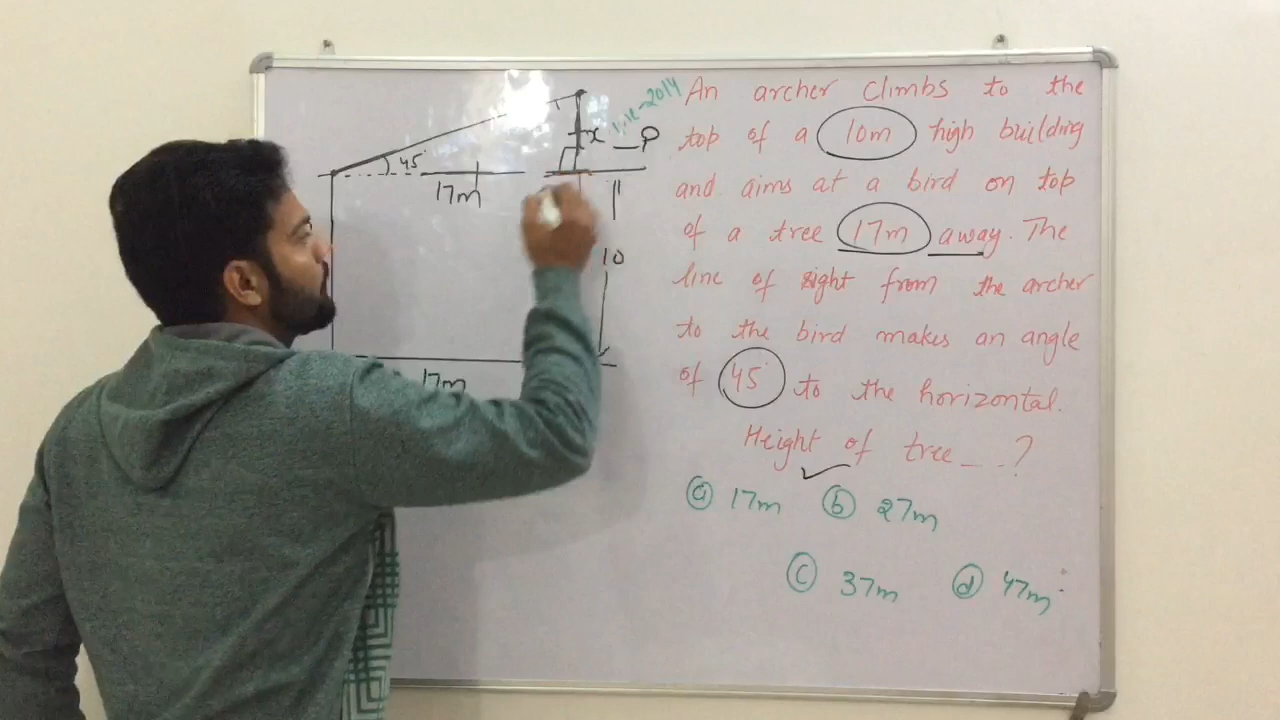 An archer climbs to the
top of a 10m high building
and aims at a bird on top
of a tree 17m away. The
line of sight from the archer
to the bird makes an angle
of 45° to the horizontal.
Height of tree_ _ _ ?
ⓐ 17m ⓑ 27m
ⓒ 37m ⓓ 47m
x
P
45°
17m
10
17m